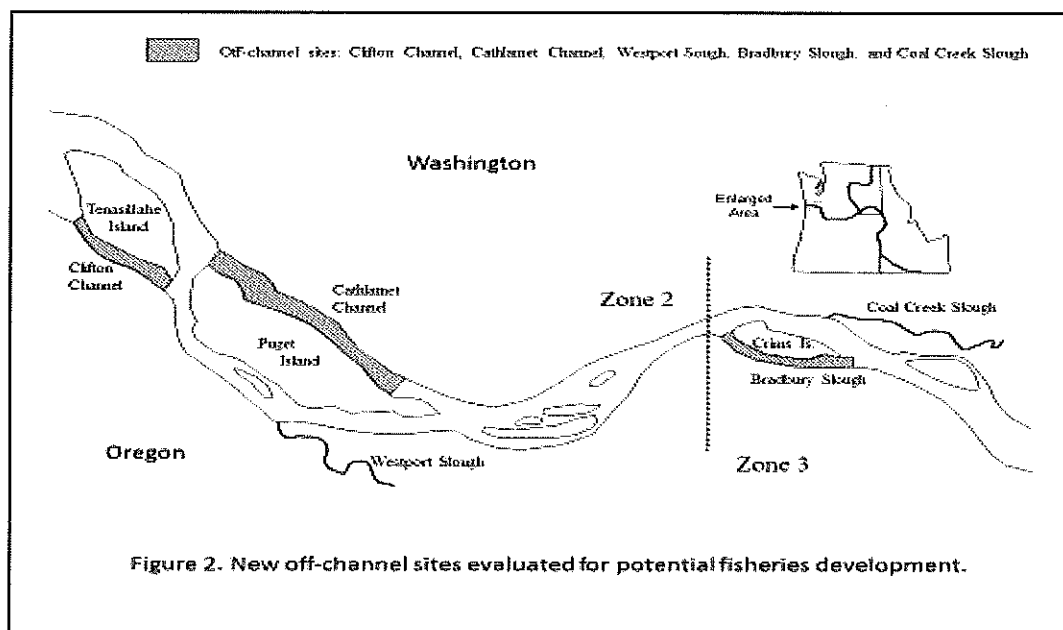 Off-channel sites: Clifton Channel, Cathlamet Channel, Westport Sough, Bradbury Slough, and Coal Creek Slough
Washington
Enlarged
Area
Tenasillahe
Island
Clifton
Channel
Cathlamet
Channel
Zone 2
Coal Creek Slough
Puget
Island
Crims Is.
Bradbury Slough
Oregon
Westport Slough
Zone 3
Figure 2. New off-channel sites evaluated for potential fisheries development.